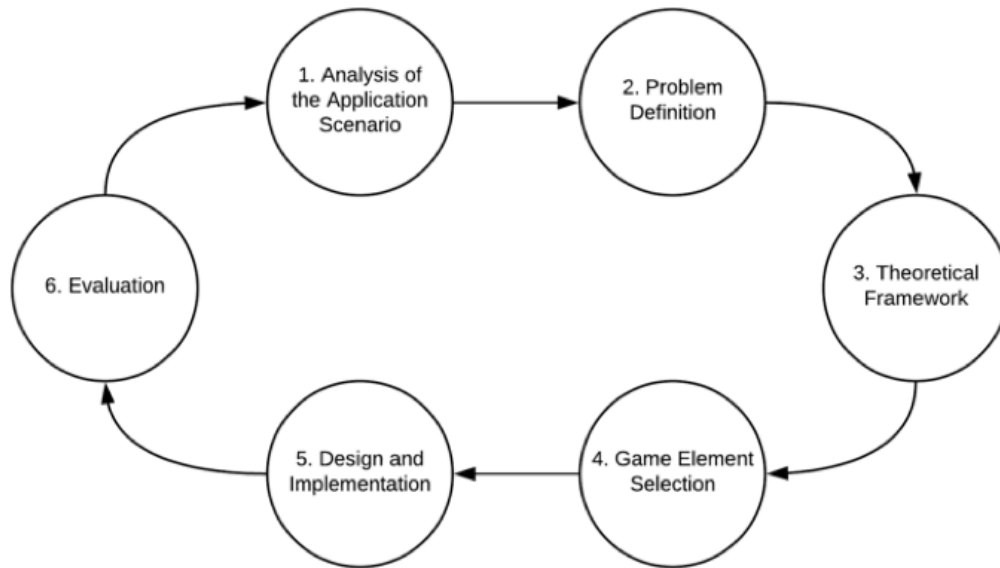 1. Analysis of
the Application
Scenario
2. Problem
Definition
3. Theoretical
Framework
4. Game Element
Selection
5. Design and
Implementation
6. Evaluation